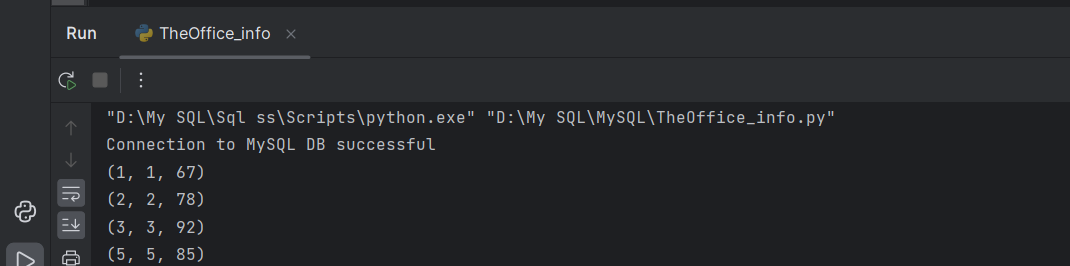 Run TheOffice_info
"D:\My SQL\Sql ss\Scripts\python.exe" "D:\My SQL\MySQL\TheOffice_info.py"
Connection to MySQL DB successful
(1, 1, 67)
(2, 2, 78)
(3, 3, 92)
(5, 5, 85)